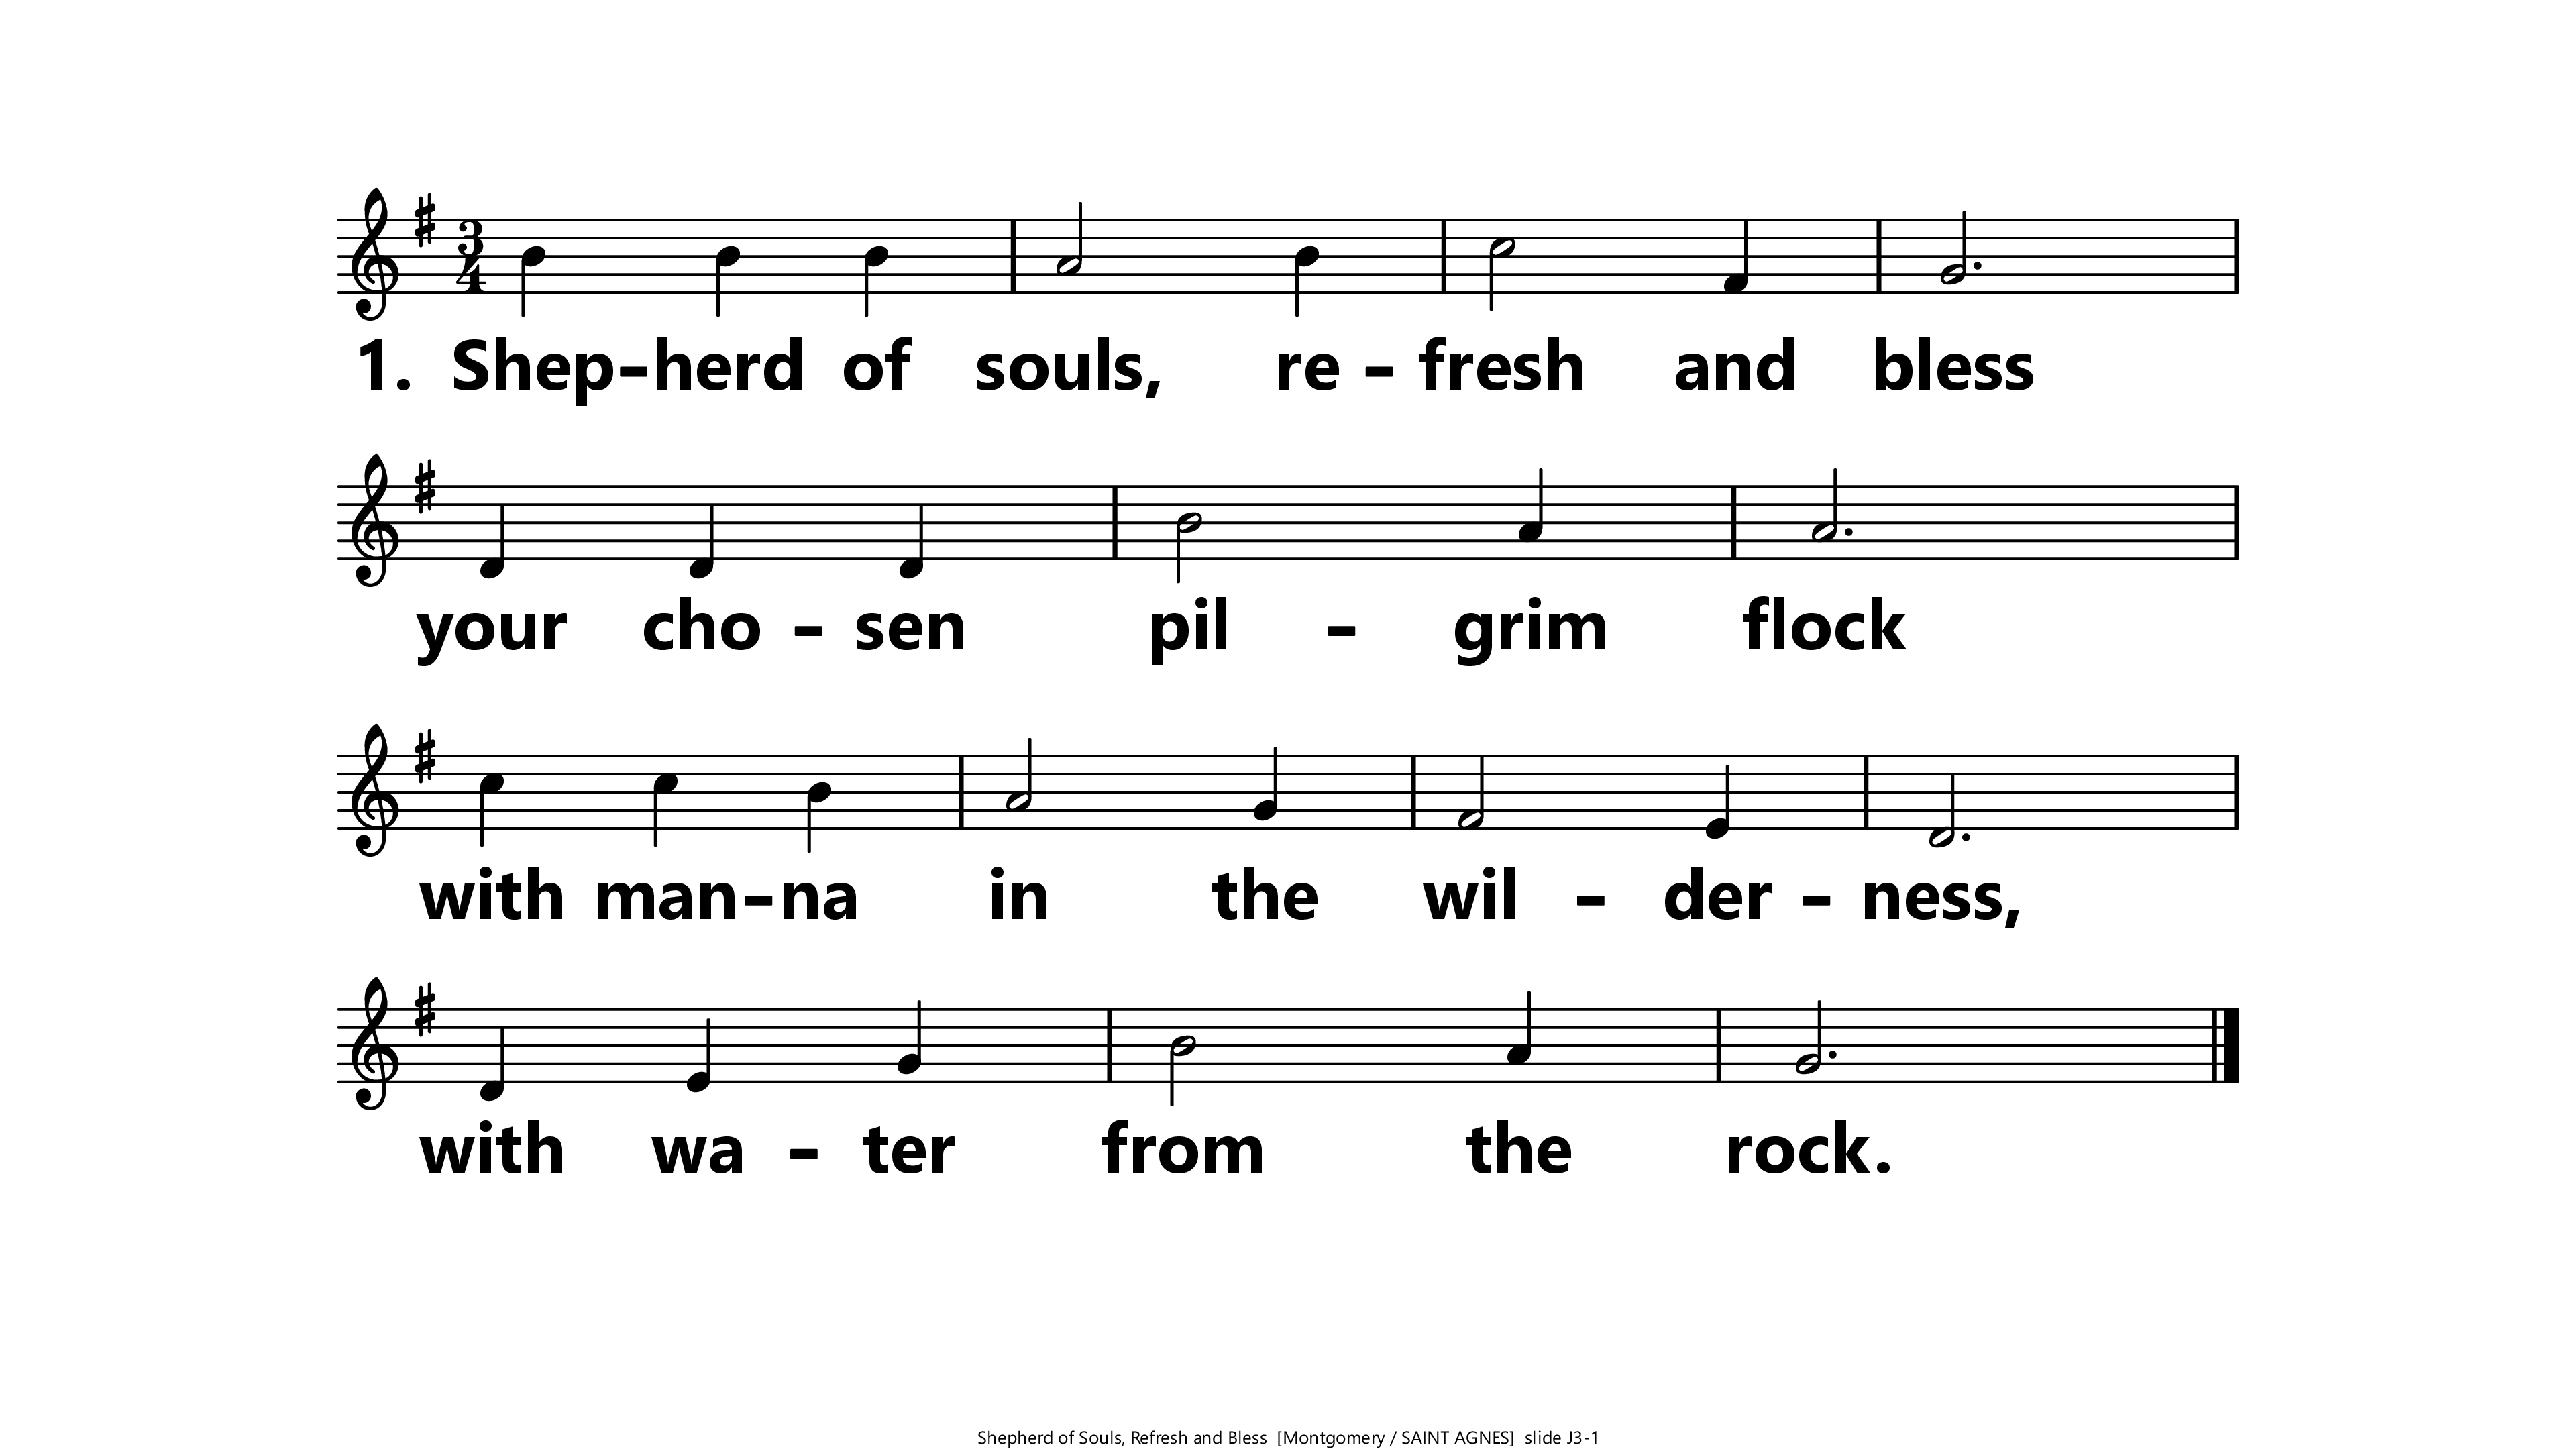 1. Shep-herd of souls, re - fresh and bless
your cho - sen pil - grim flock
with man-na in the wil - der - ness,
with wa - ter from the rock.
Shepherd of Souls, Refresh and Bless [Montgomery / SAINT AGNES] slide J3-1